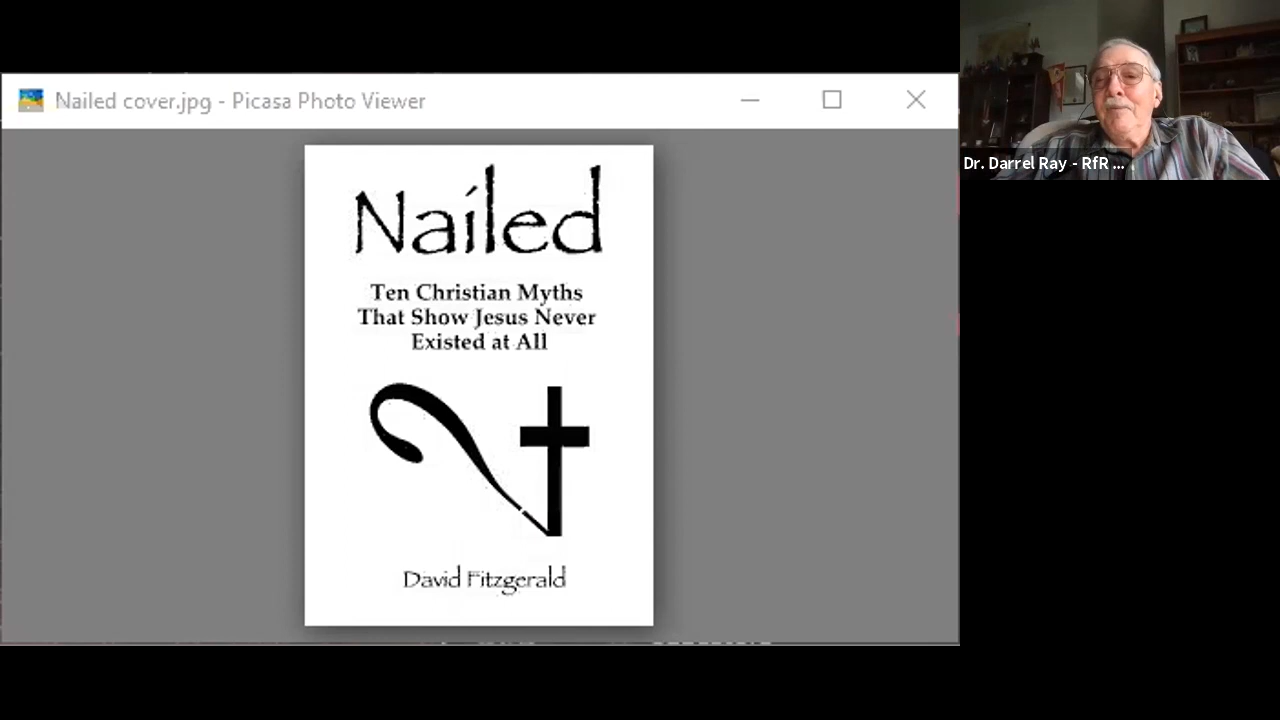 Nailed cover.jpg - Picasa Photo Viewer
Nailed
Ten Christian Myths
That Show Jesus Never
Existed at All
David Fitzgerald
Dr. Darrel Ray - RfR ...